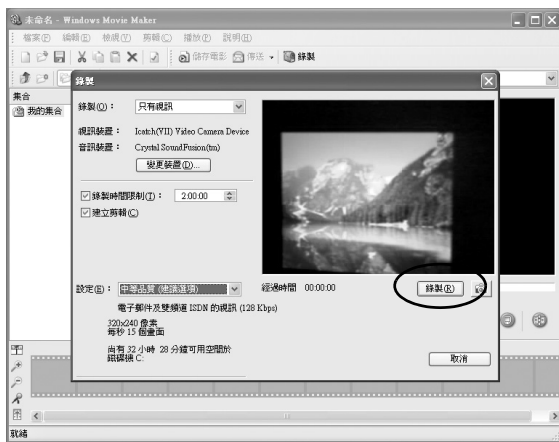 未命名 - Windows Movie Maker
檔案(F) 編輯(E) 檢視(V) 剪輯(C) 播放(P) 說明(H)
儲存電影 傳送 錄製
集合
我的集合
錄製
錄製(O)： 只有視訊
視訊裝置： Icatch(VII) Video Camera Device
音訊裝置： Crystal SoundFusion(tm)
變更裝置(D)...
錄製時間限制(T)： 2:00:00
建立剪輯(C)
設定(E)： 中等品質 (建議選項)
經過時間 00:00:00
錄製(R)
電子郵件及雙頻道 ISDN 的視訊 (128 Kbps)
320x240 像素
每秒 15 個畫面
尚有 32 小時 28 分鐘可用空間於
磁碟機 C:
取消
就緒